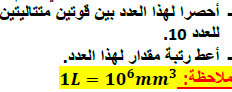 - أحصرا لهذا العدد بين قوتين متتاليتين
للعدد 10.
- أعط رتبة مقدار لهذا العدد.
ملاحظة: 1L = 10⁶mm³